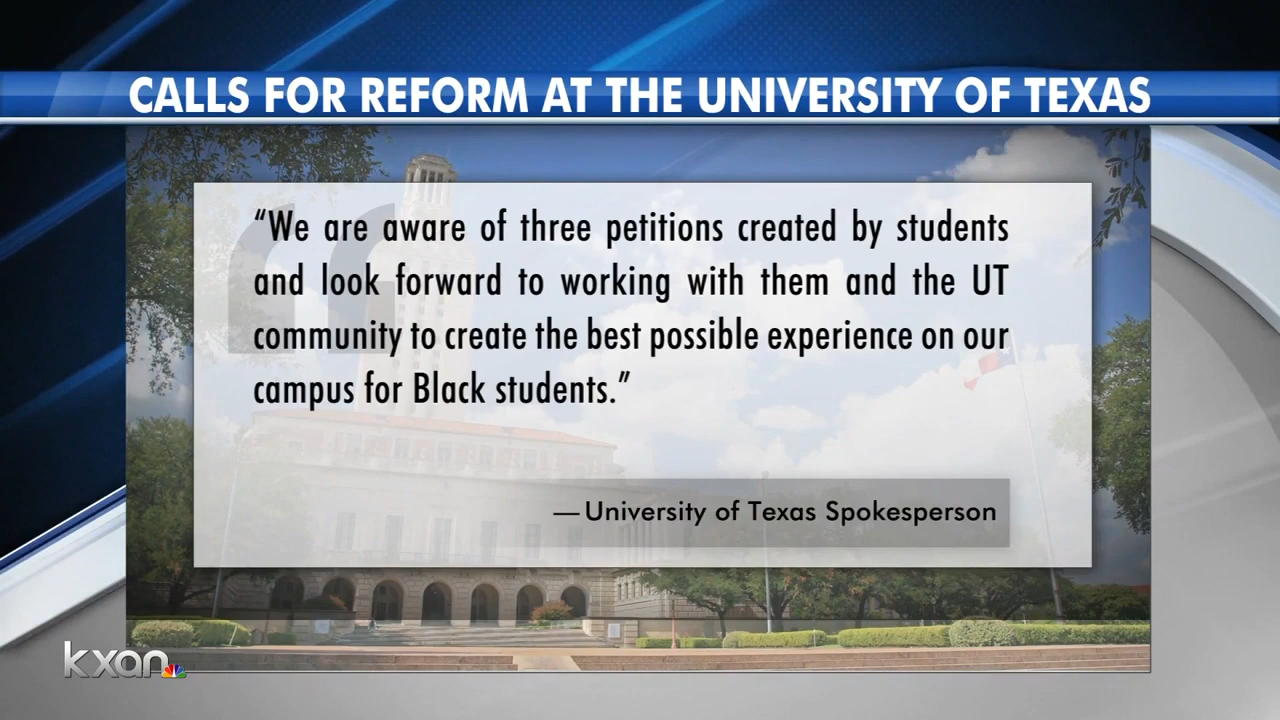 CALLS FOR REFORM AT THE UNIVERSITY OF TEXAS
“We are aware of three petitions created by students
and look forward to working with them and the UT
community to create the best possible experience on our
campus for Black students.”
— University of Texas Spokesperson
kxan